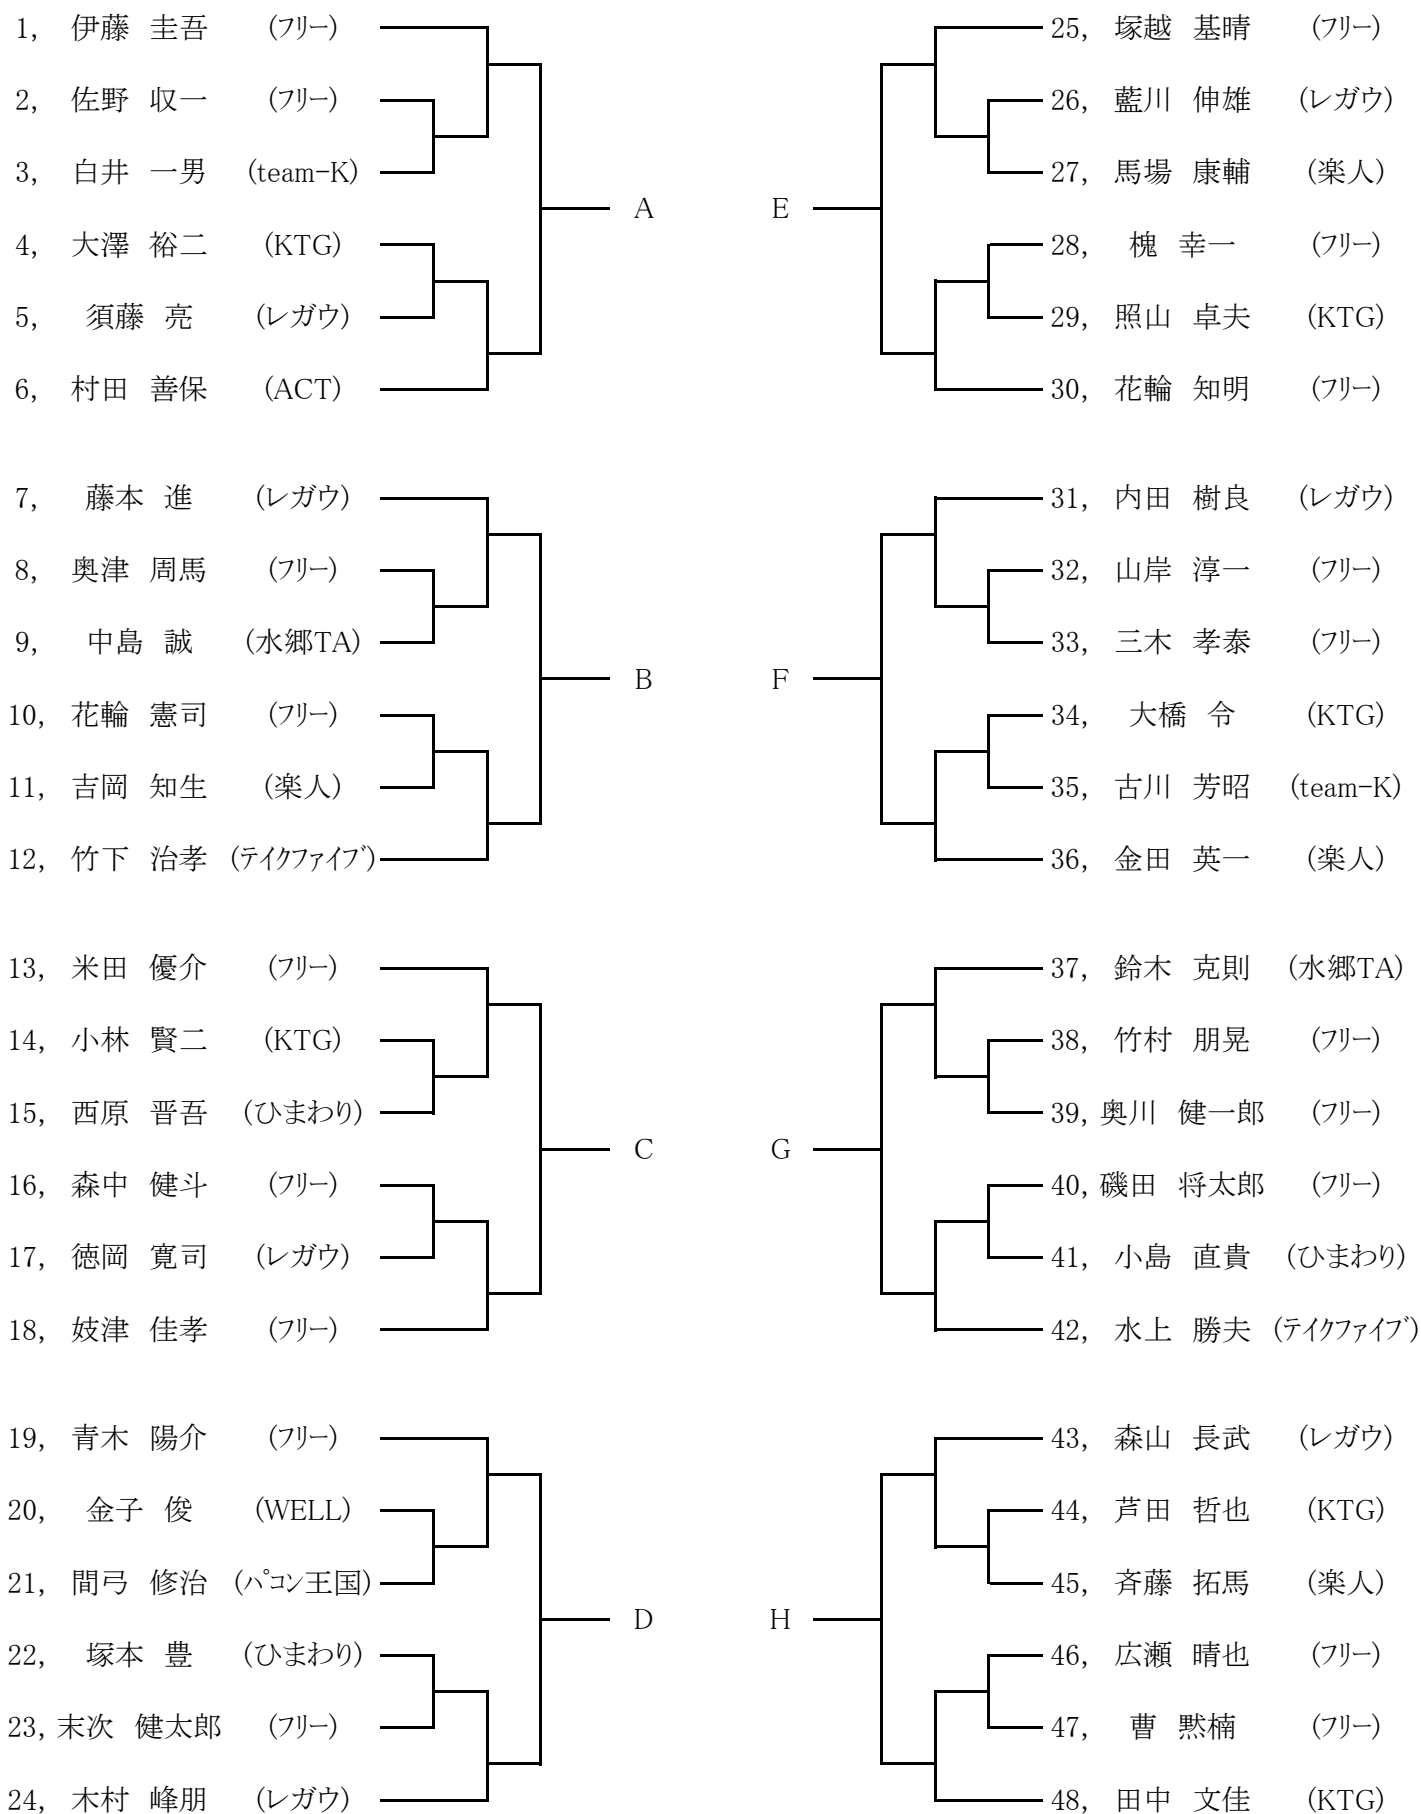 1, 伊藤 圭吾 (フリー)
2, 佐野 収一 (フリー)
3, 白井 一男 (team-K)
A
4, 大澤 裕二 (KTG)
5, 須藤 亮 (レガウ)
6, 村田 善保 (ACT)
7, 藤本 進 (レガウ)
8, 奥津 周馬 (フリー)
9, 中島 誠 (水郷TA)
B
10, 花輪 憲司 (フリー)
11, 吉岡 知生 (楽人)
12, 竹下 治孝 (テイクファイブ)
13, 米田 優介 (フリー)
14, 小林 賢二 (KTG)
15, 西原 晋吾 (ひまわり)
C
16, 森中 健斗 (フリー)
17, 徳岡 寛司 (レガウ)
18, 妓津 佳孝 (フリー)
19, 青木 陽介 (フリー)
20, 金子 俊 (WELL)
21, 間弓 修治 (パコン王国)
D
22, 塚本 豊 (ひまわり)
23, 末次 健太郎 (フリー)
24, 木村 峰朋 (レガウ)
25, 塚越 基晴 (フリー)
26, 藍川 伸雄 (レガウ)
27, 馬場 康輔 (楽人)
E
28, 槐 幸一 (フリー)
29, 照山 卓夫 (KTG)
30, 花輪 知明 (フリー)
31, 内田 樹良 (レガウ)
32, 山岸 淳一 (フリー)
33, 三木 孝泰 (フリー)
F
34, 大橋 令 (KTG)
35, 古川 芳昭 (team-K)
36, 金田 英一 (楽人)
37, 鈴木 克則 (水郷TA)
38, 竹村 朋晃 (フリー)
39, 奥川 健一郎 (フリー)
G
40, 磯田 将太郎 (フリー)
41, 小島 直貴 (ひまわり)
42, 水上 勝夫 (テイクファイブ)
43, 森山 長武 (レガウ)
44, 芦田 哲也 (KTG)
45, 斉藤 拓馬 (楽人)
H
46, 広瀬 晴也 (フリー)
47, 曹 黙楠 (フリー)
48, 田中 文佳 (KTG)